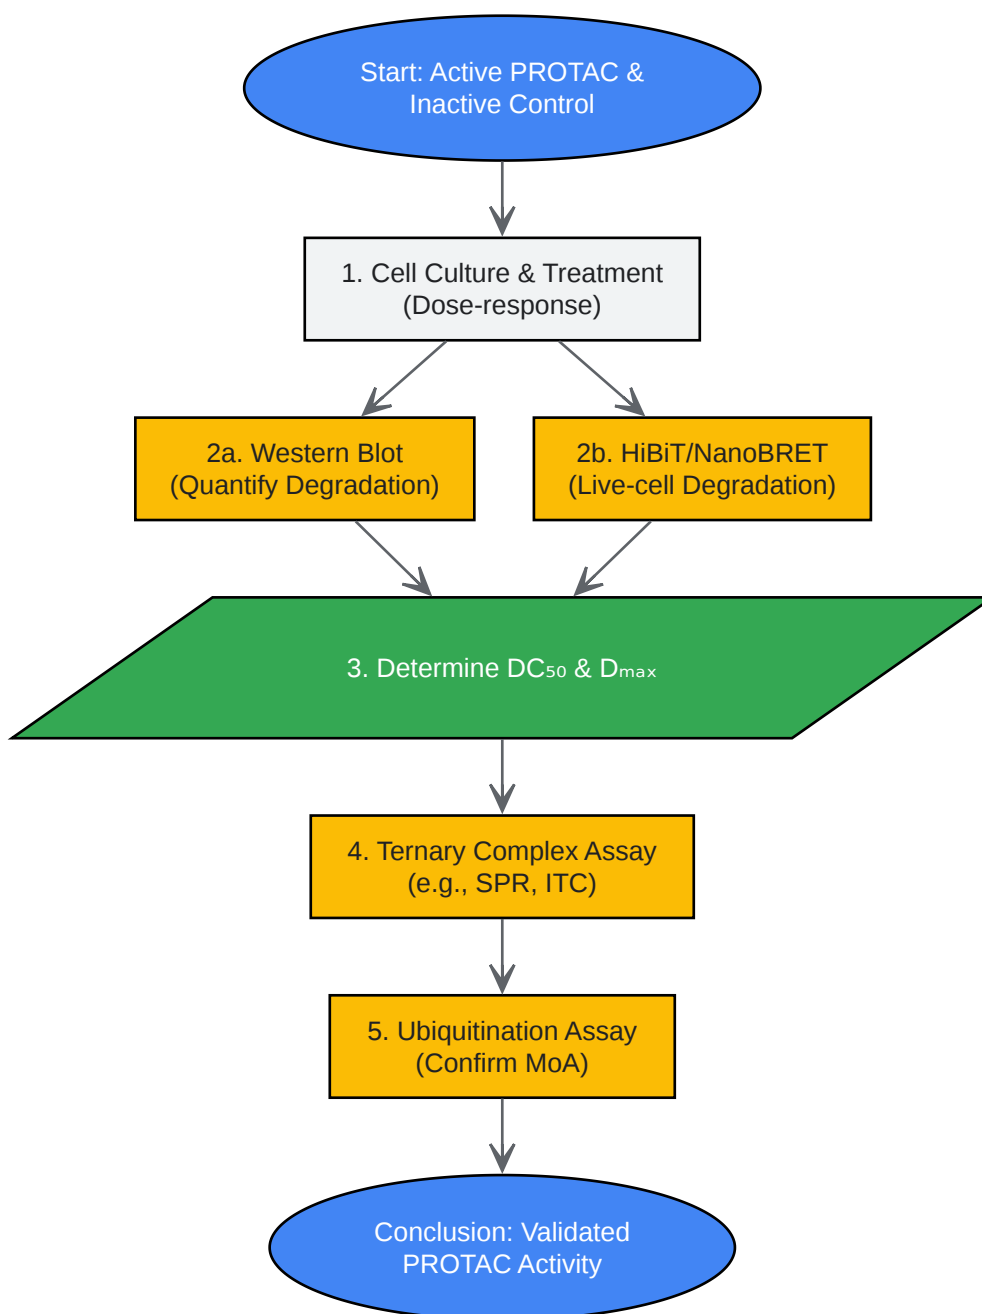 Start: Active PROTAC &
Inactive Control
1. Cell Culture & Treatment
(Dose-response)
2a. Western Blot
(Quantify Degradation)
2b. HiBiT/NanoBRET
(Live-cell Degradation)
3. Determine DC₅₀ & Dₘₐₓ
4. Ternary Complex Assay
(e.g., SPR, ITC)
5. Ubiquitination Assay
(Confirm MoA)
Conclusion: Validated
PROTAC Activity